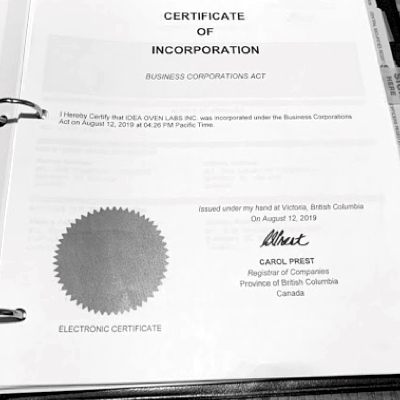 CERTIFICATE
OF
INCORPORATION
BUSINESS CORPORATIONS ACT
I Hereby Certify that IDEA OVEN LABS INC. was incorporated under the Business Corporations
Act on August 12, 2019 at 04:26 PM Pacific Time.
Issued under my hand at Victoria, British Columbia
On August 12, 2019
CAROL PREST
Registrar of Companies
Province of British Columbia
Canada
ELECTRONIC CERTIFICATE
SIGN
HERE